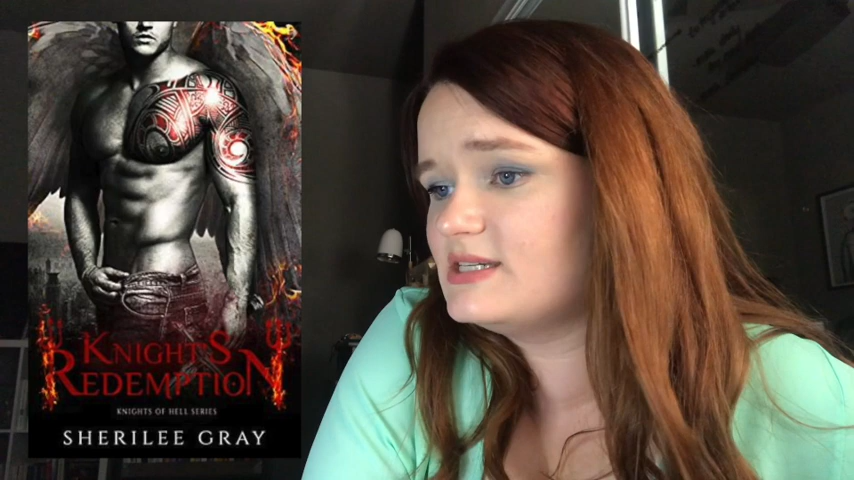 KNIGHT'S
REDEMPTION
KNIGHTS OF HELL SERIES
SHERILEE GRAY